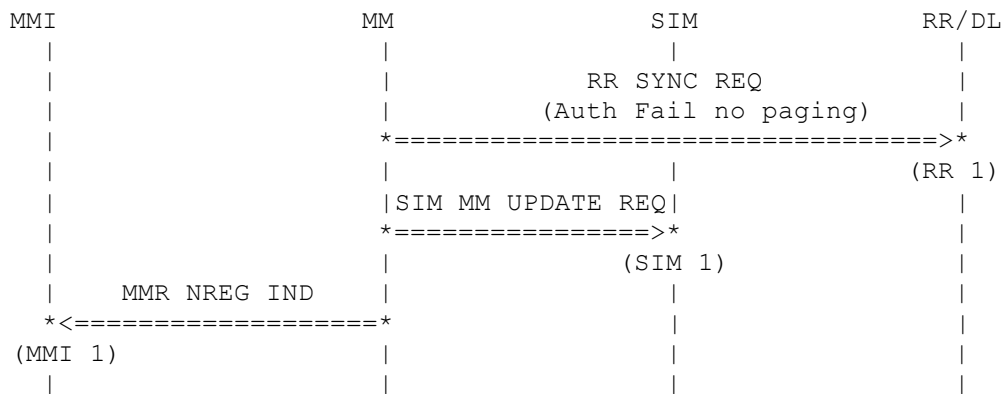 MMI MM SIM RR/DL
RR SYNC REQ
(Auth Fail no paging)
*==================================>*
(RR 1)
|SIM MM UPDATE REQ|
*================>*
(SIM 1)
MMR NREG IND
*<===================*
(MMI 1)